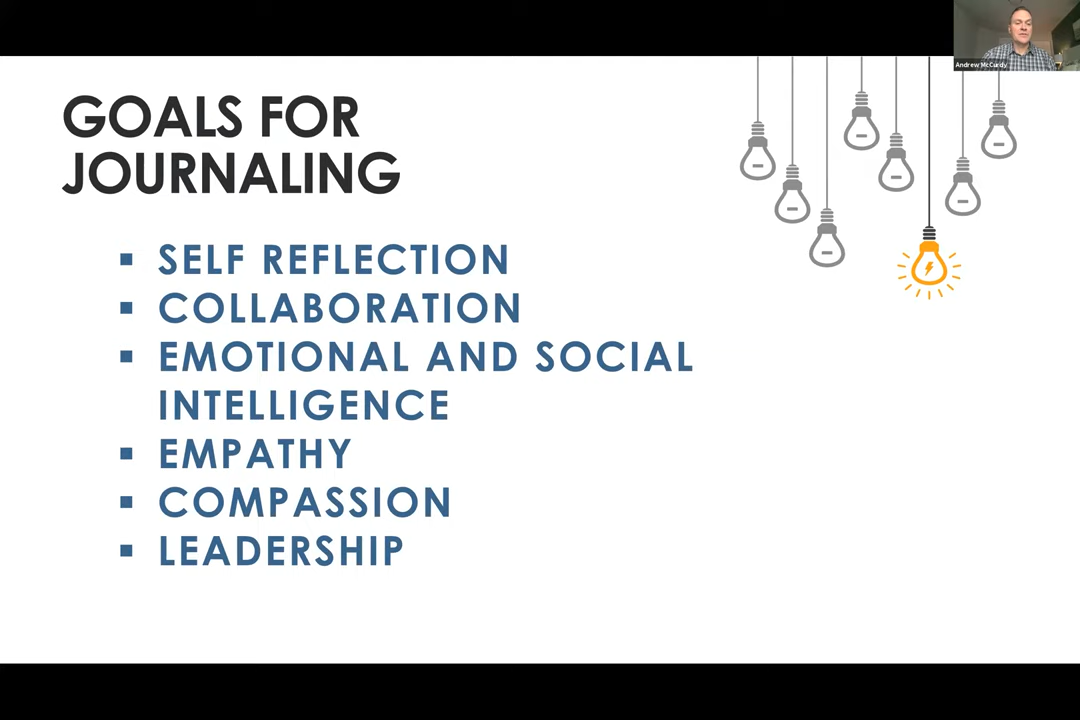 Andrew McCurdy
GOALS FOR
JOURNALING
▪ SELF REFLECTION
▪ COLLABORATION
▪ EMOTIONAL AND SOCIAL
INTELLIGENCE
▪ EMPATHY
▪ COMPASSION
▪ LEADERSHIP